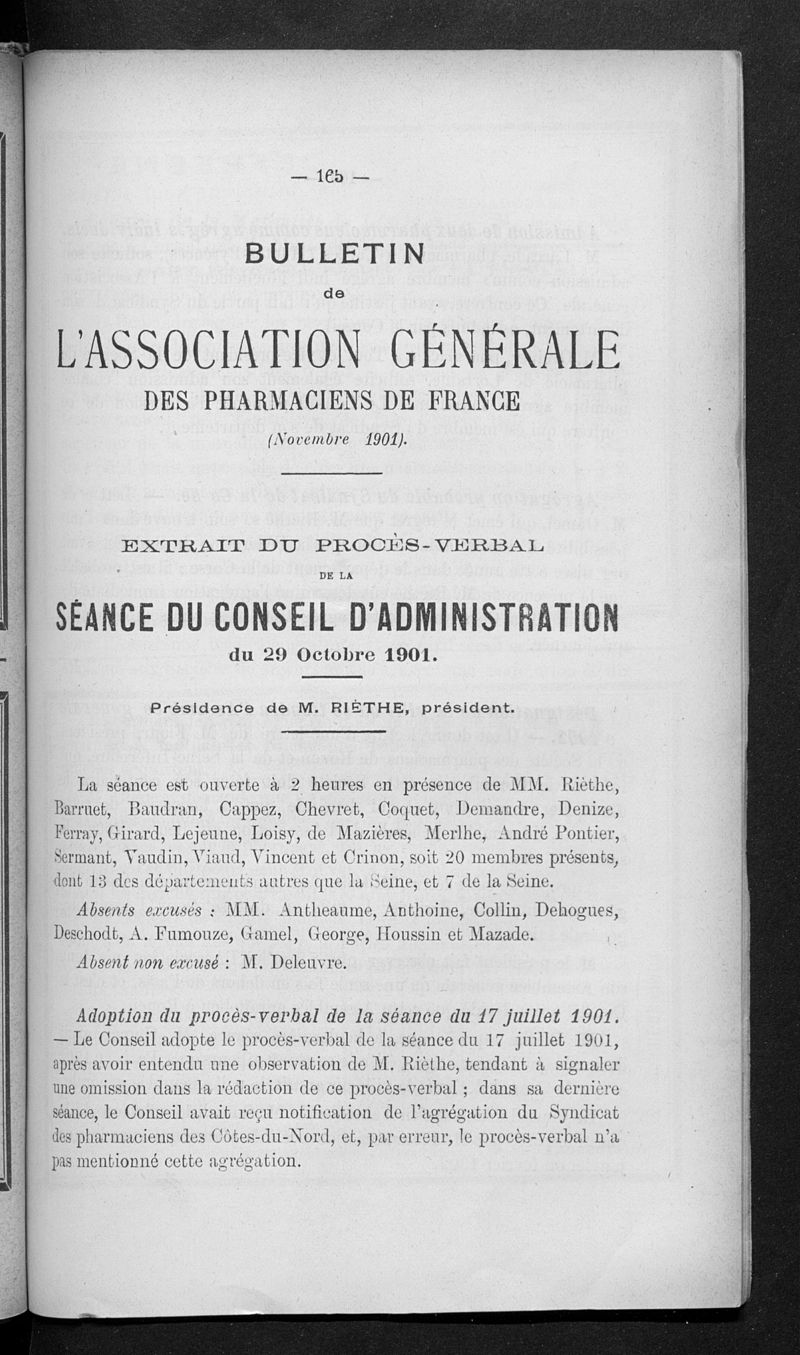 — 165 —
BULLETIN
de
L'ASSOCIATION GÉNÉRALE
DES PHARMACIENS DE FRANCE
(Novembre 1901).
EXTRAIT DU PROCÈS-VERBAL
DE LA
SÉANCE DU CONSEIL D'ADMINISTRATION
du 29 Octobre 1901.
Présidence de M. RIÈTHE, président.
La séance est ouverte à 2 heures en présence de MM. Rièthe,
Barruet, Baudran, Cappez, Chevret, Coquet, Demandre, Denize,
Ferray, Girard, Lejeune, Loisy, de Mazières, Merlhe, André Pontier,
Sermant, Vaudin, Viaud, Vincent et Crinon, soit 20 membres présents,
dont 13 des départements autres que la Seine, et 7 de la Seine.
Absents excusés : MM. Antheaume, Anthoine, Collin, Dehogues,
Deschodt, A. Fumouze, Gamel, George, Houssin et Mazade.
Absent non excusé : M. Deleuvre.
Adoption du procès-verbal de la séance du 17 juillet 1901.
— Le Conseil adopte le procès-verbal de la séance du 17 juillet 1901,
après avoir entendu une observation de M. Rièthe, tendant à signaler
une omission dans la rédaction de ce procès-verbal ; dans sa dernière
séance, le Conseil avait reçu notification de l'agrégation du Syndicat
des pharmaciens des Côtes-du-Nord, et, par erreur, le procès-verbal n'a
pas mentionné cette agrégation.